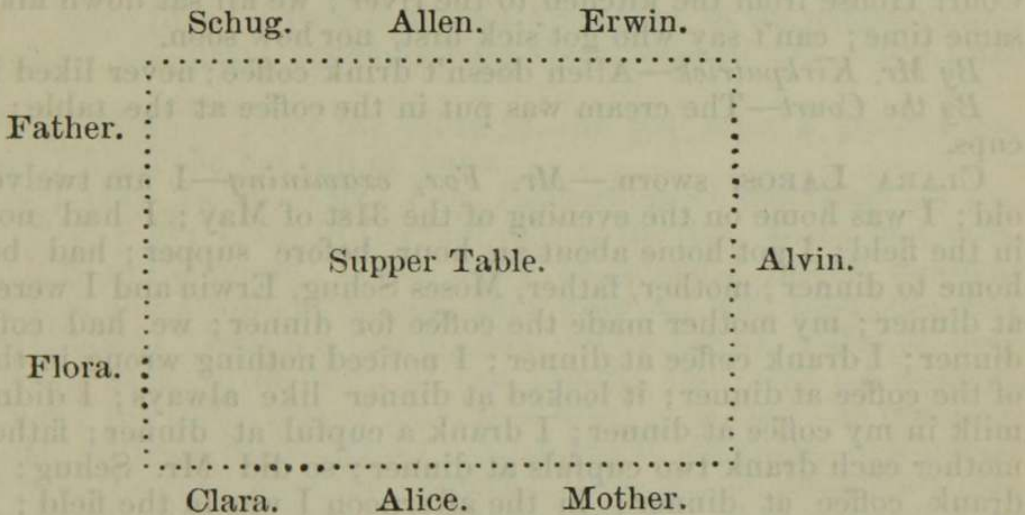 Schug. Allen. Erwin.
Father.
Supper Table. Alvin.
Flora.
Clara. Alice. Mother.